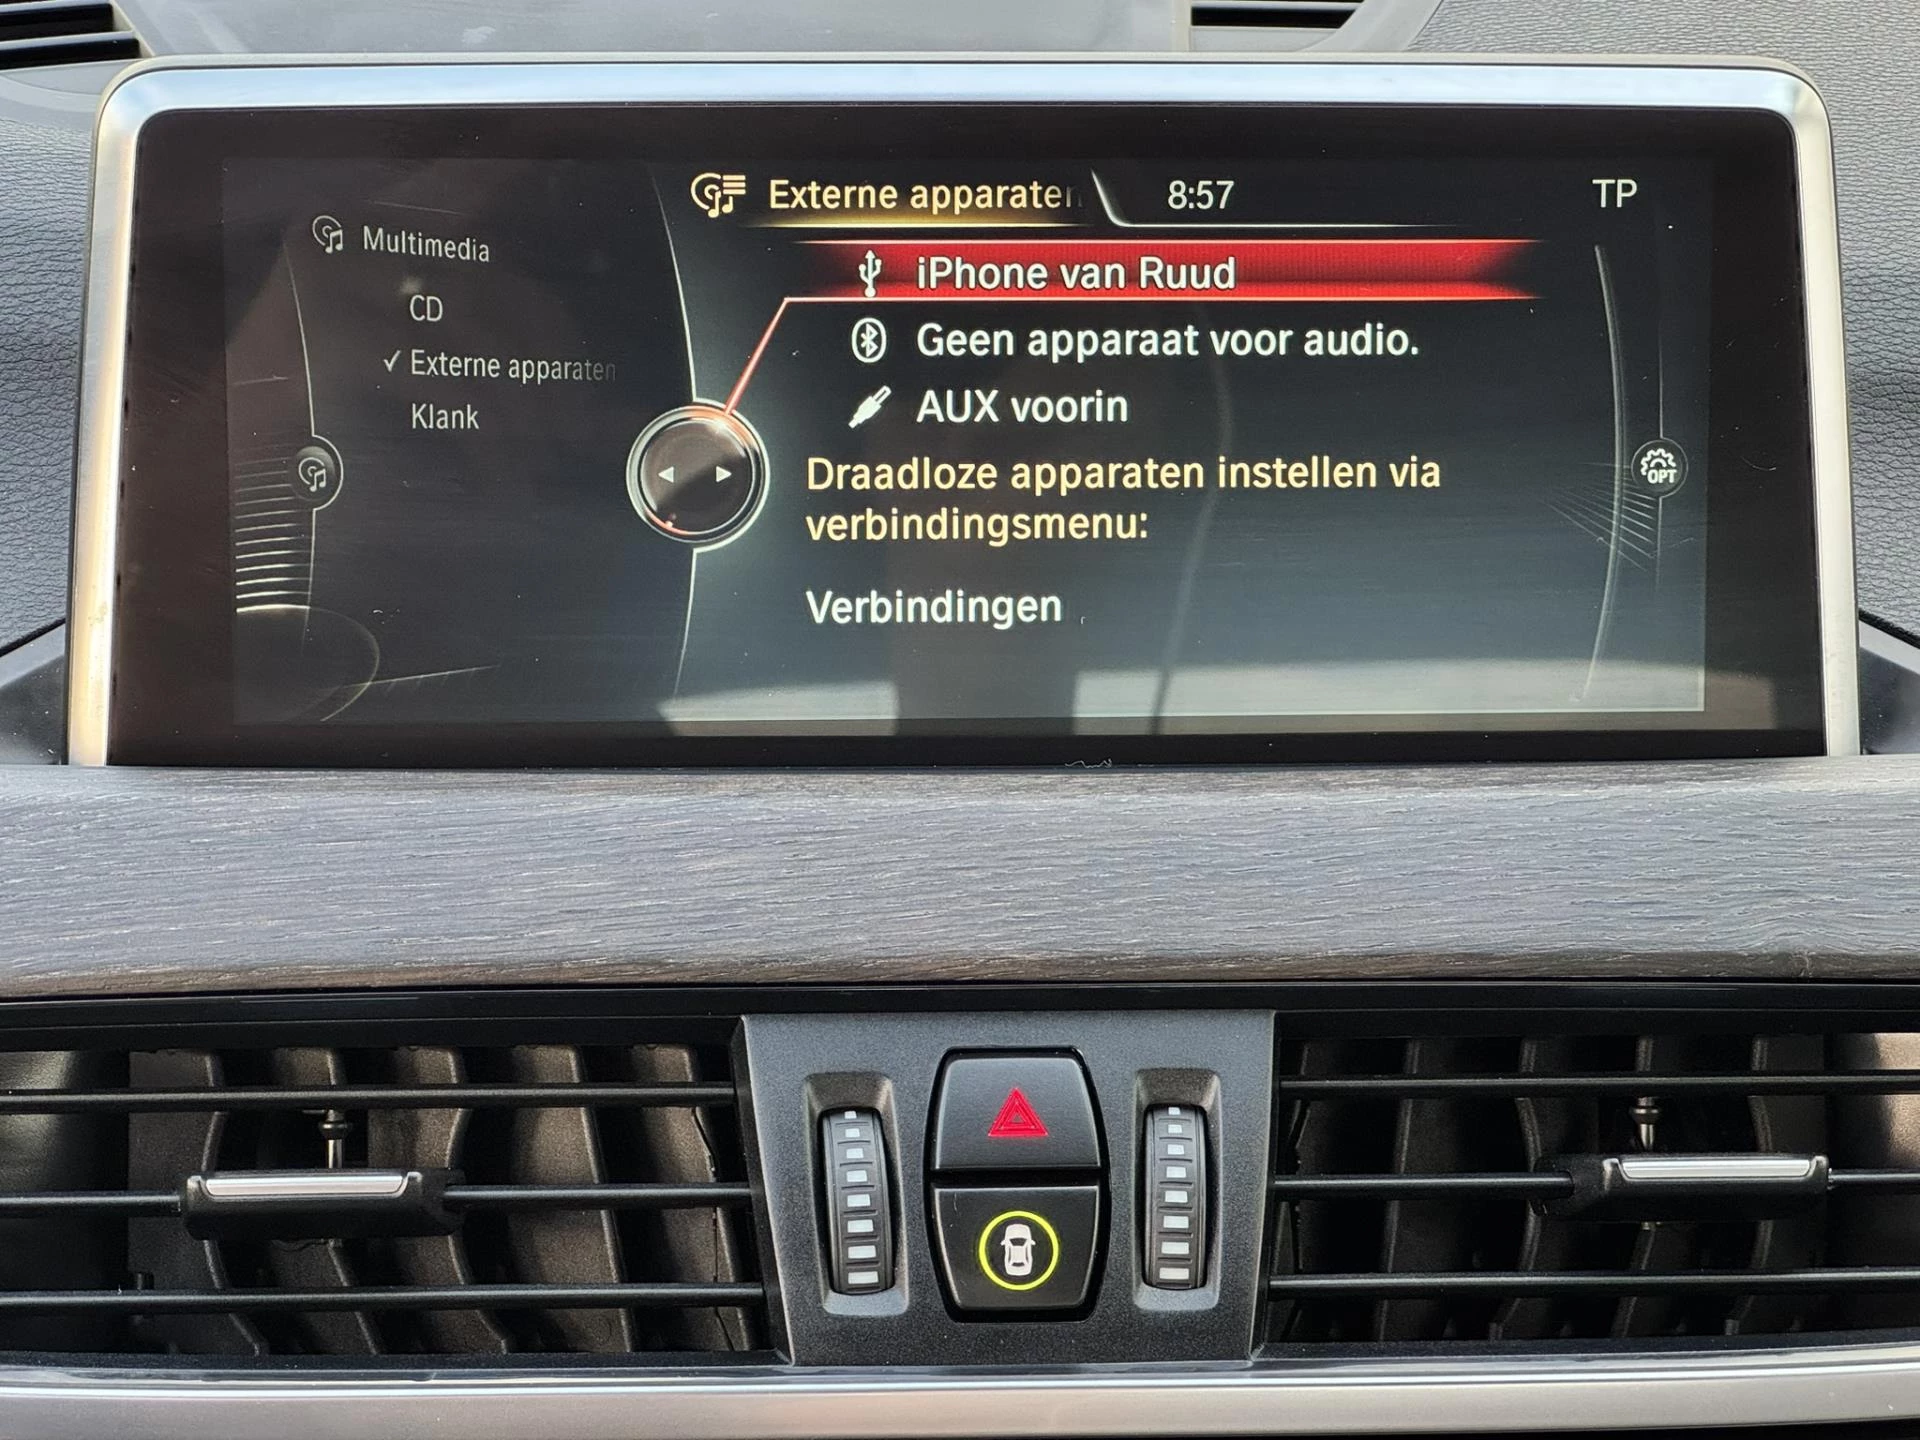 Externe apparaten
8:57
TP
Multimedia
CD
Externe apparaten
Klank
iPhone van Ruud
Geen apparaat voor audio.
AUX voorin
Draadloze apparaten instellen via
verbindingsmenu:
Verbindingen
OPT